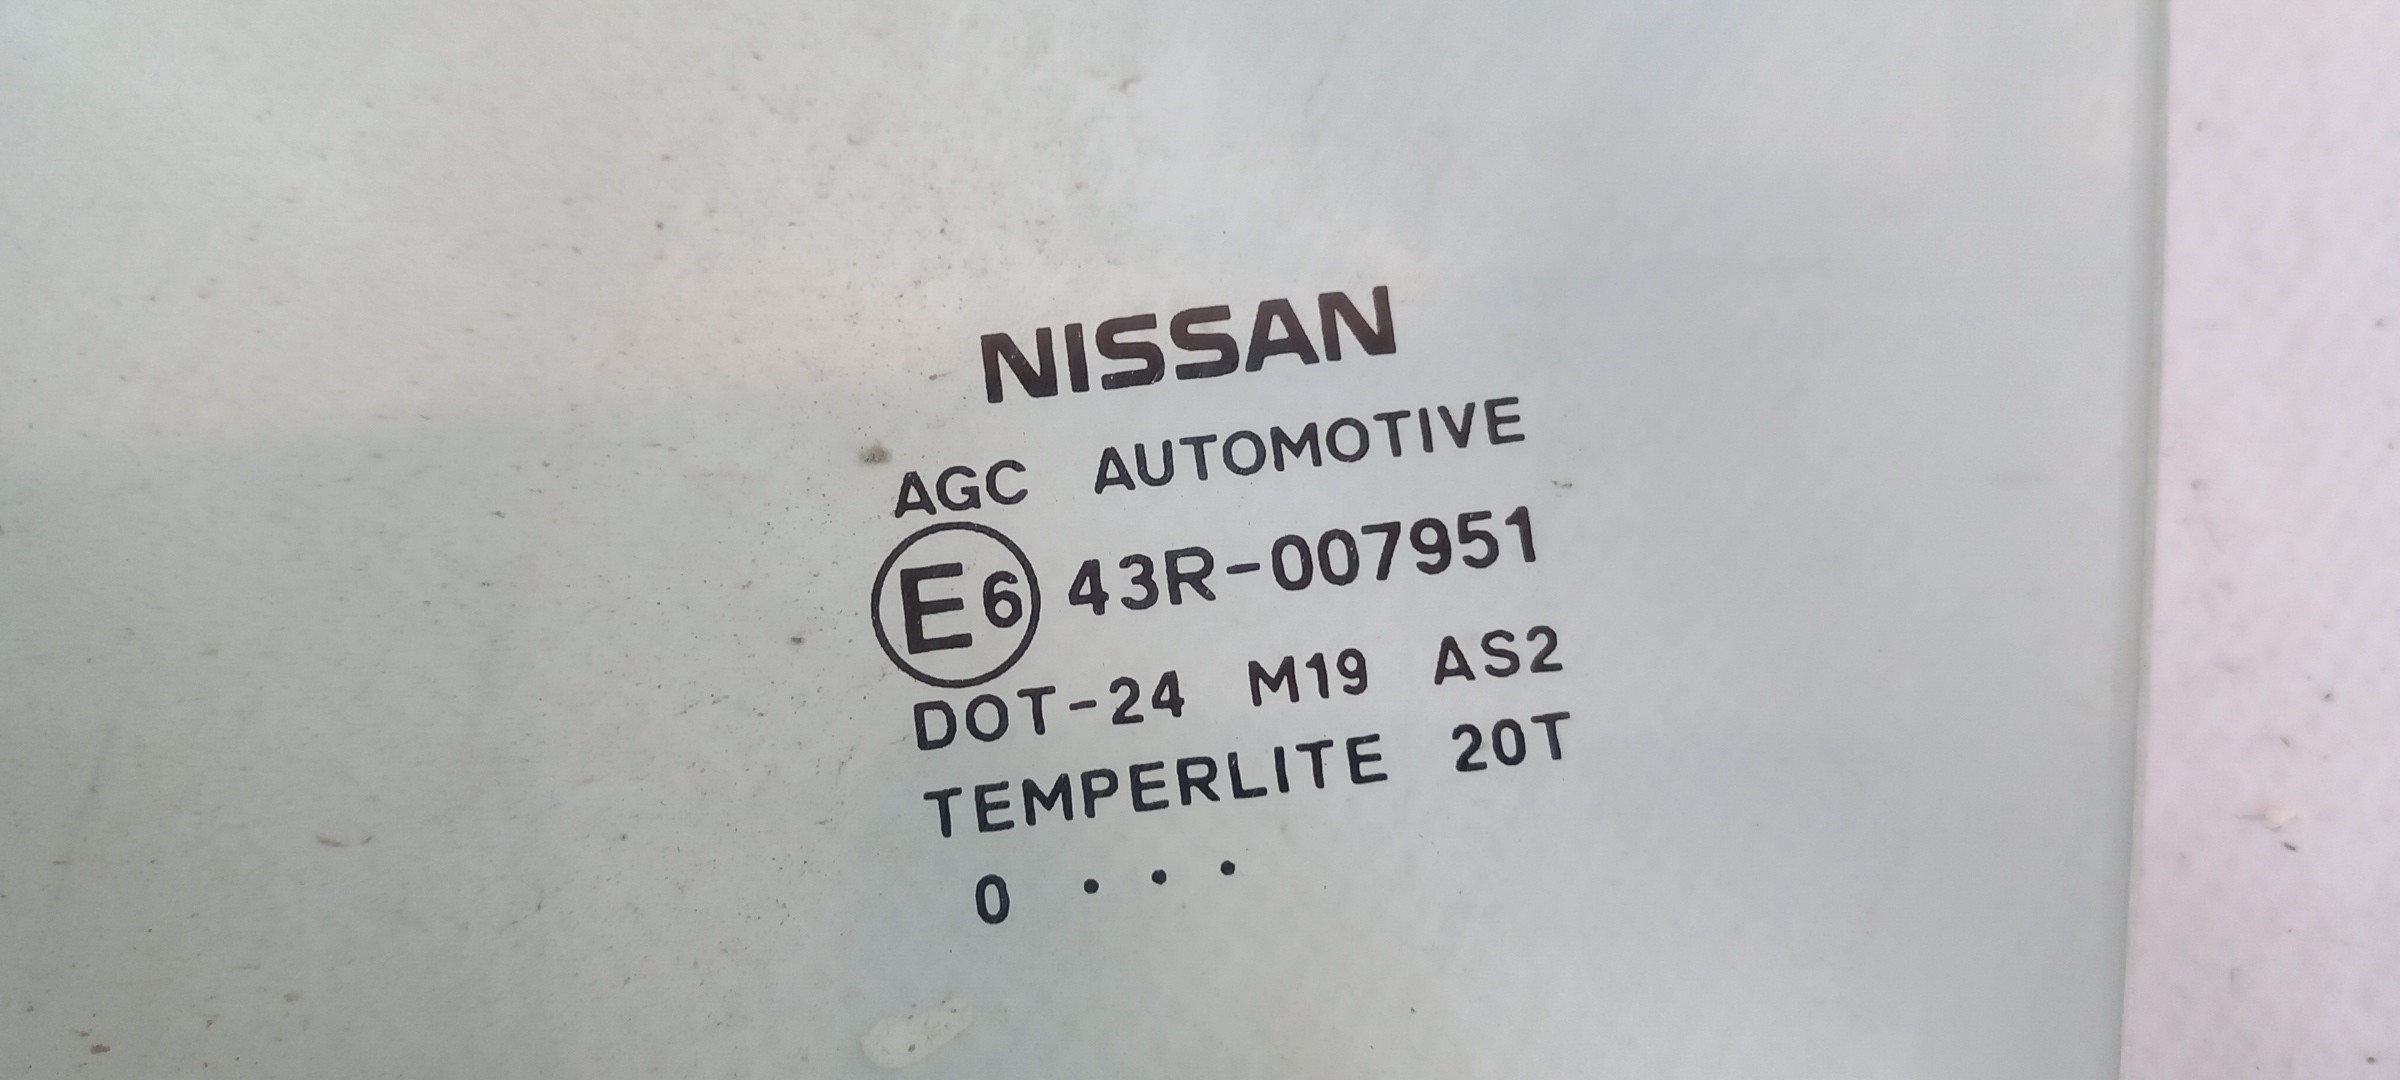 NISSAN
AGC AUTOMOTIVE
E6 43R-007951
DOT-24 M19 AS2
TEMPERLITE 20T
0 • • •